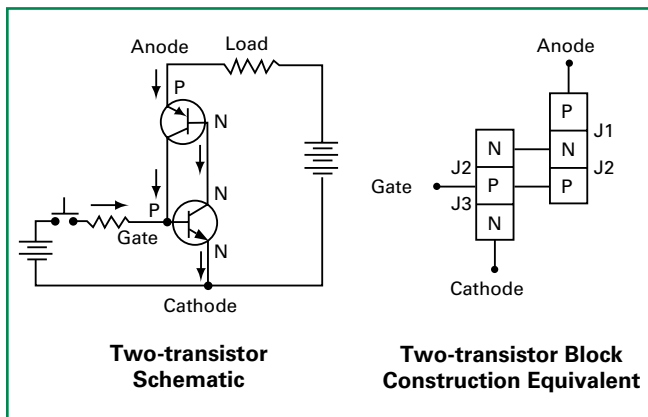 Anode
Load
P
N
N
P
Gate
N
Cathode
Two-transistor
Schematic
Anode
P
J1
N
N
J2
J2
P
P
Gate
J3
N
Cathode
Two-transistor Block
Construction Equivalent